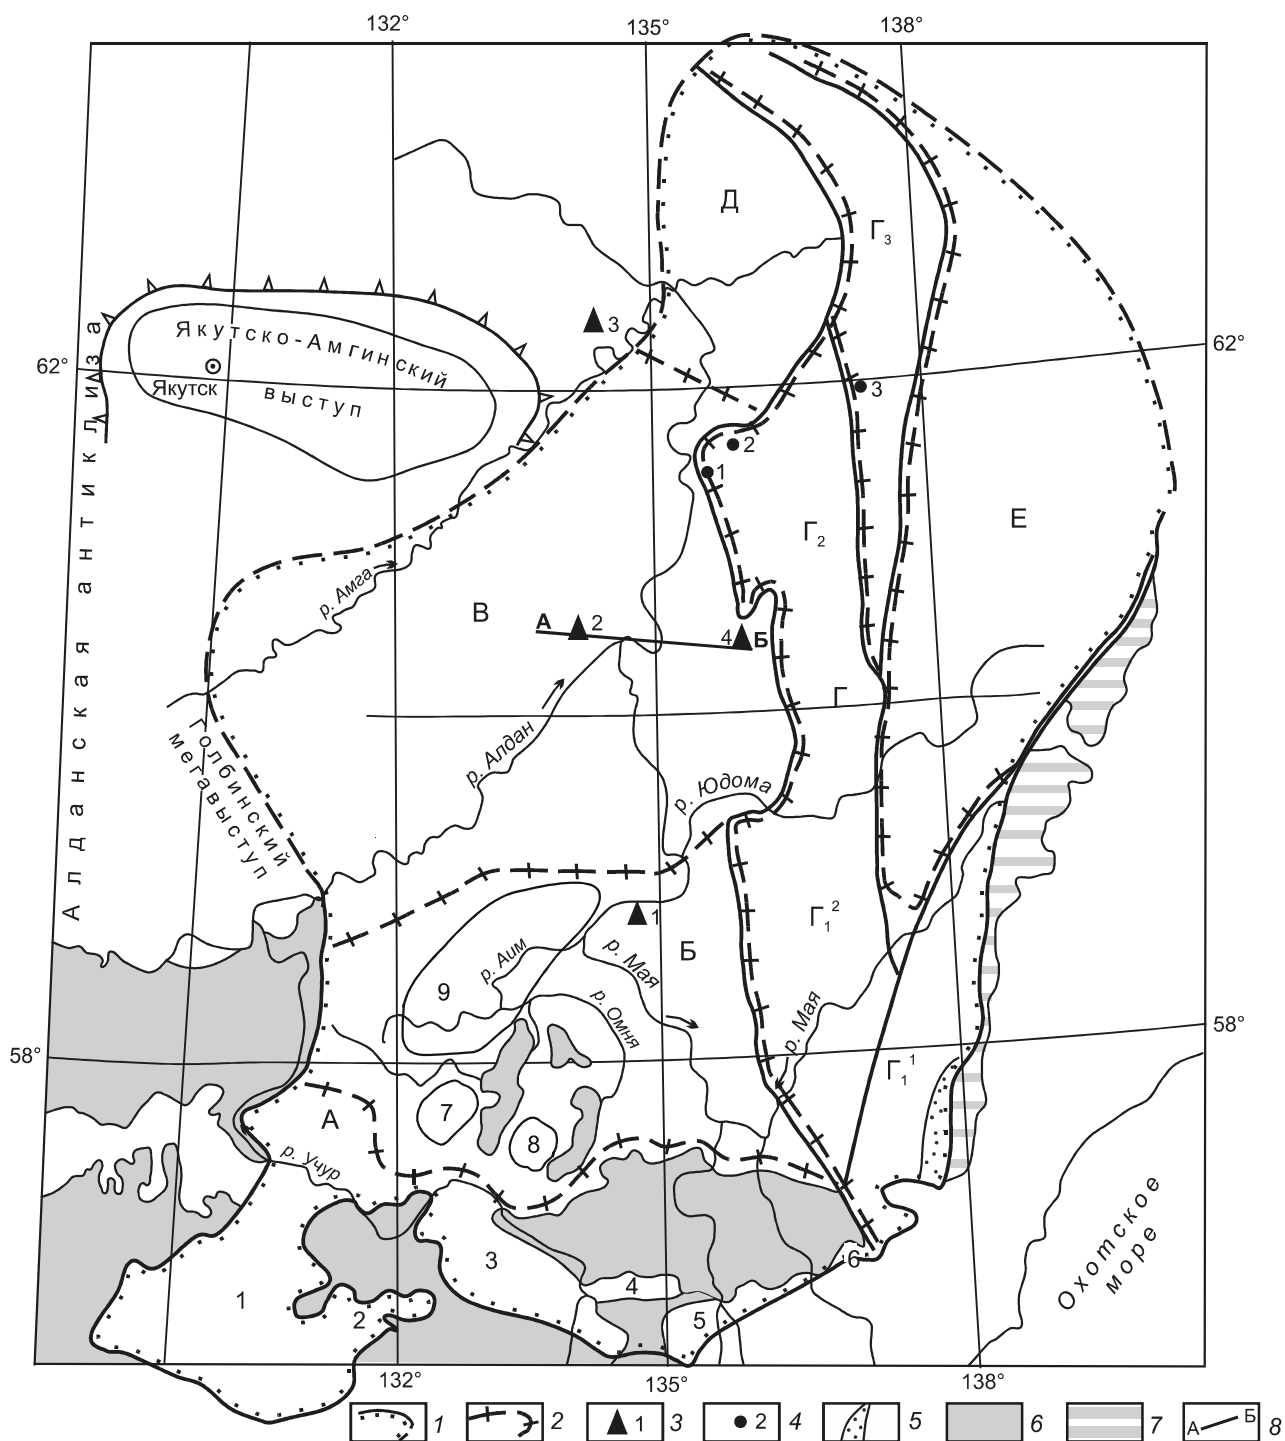 132°
135°
138°
Д
Г3
3
Якутско-Амгинский
62°
62°
Якутск
выступ
3
2
1
Е
Г2
р. Амга
В
А
2
4
Б
Г
Алданская антиклиза
Голбинский
мегавыступ
р. Алдан
р. Юдома
Г1 2
1
Б
р. Аим
р. Мая
9
р. Омня
р. Мая
58°
58°
Г1 1
А
7
8
р. Учур
3
6
4
1
2
5
Охотское
море
132°
135°
138°
1
2
1
3
2
4
5
6
7
А
Б
8